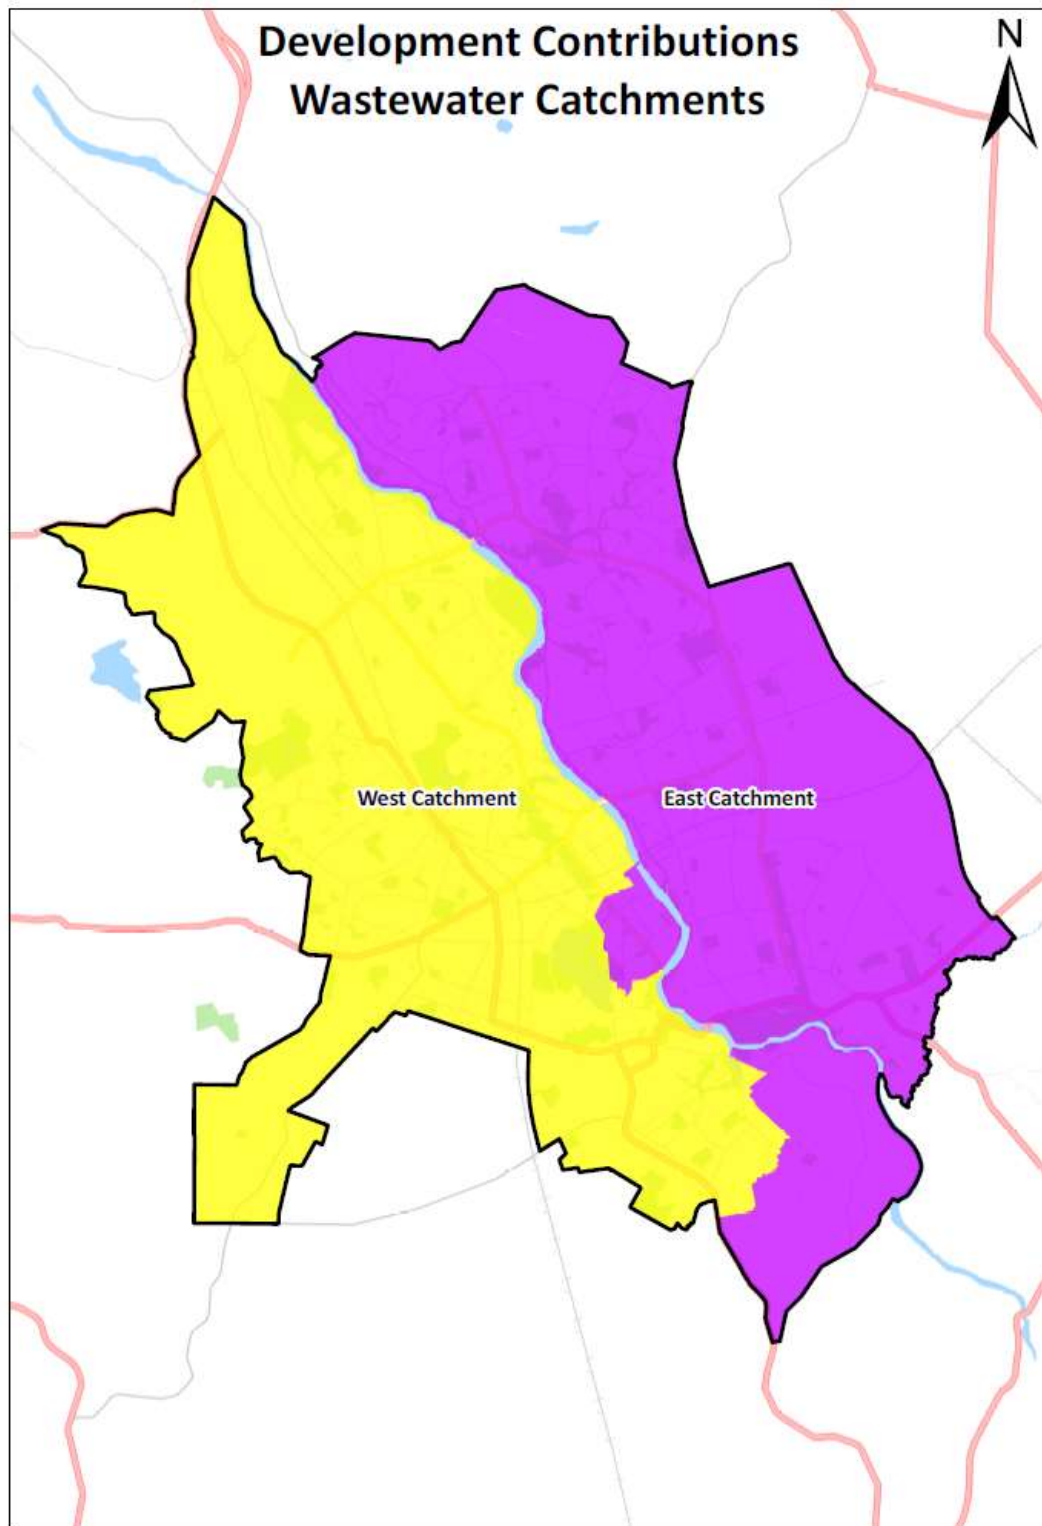 Development Contributions
Wastewater Catchments
N
West Catchment
East Catchment